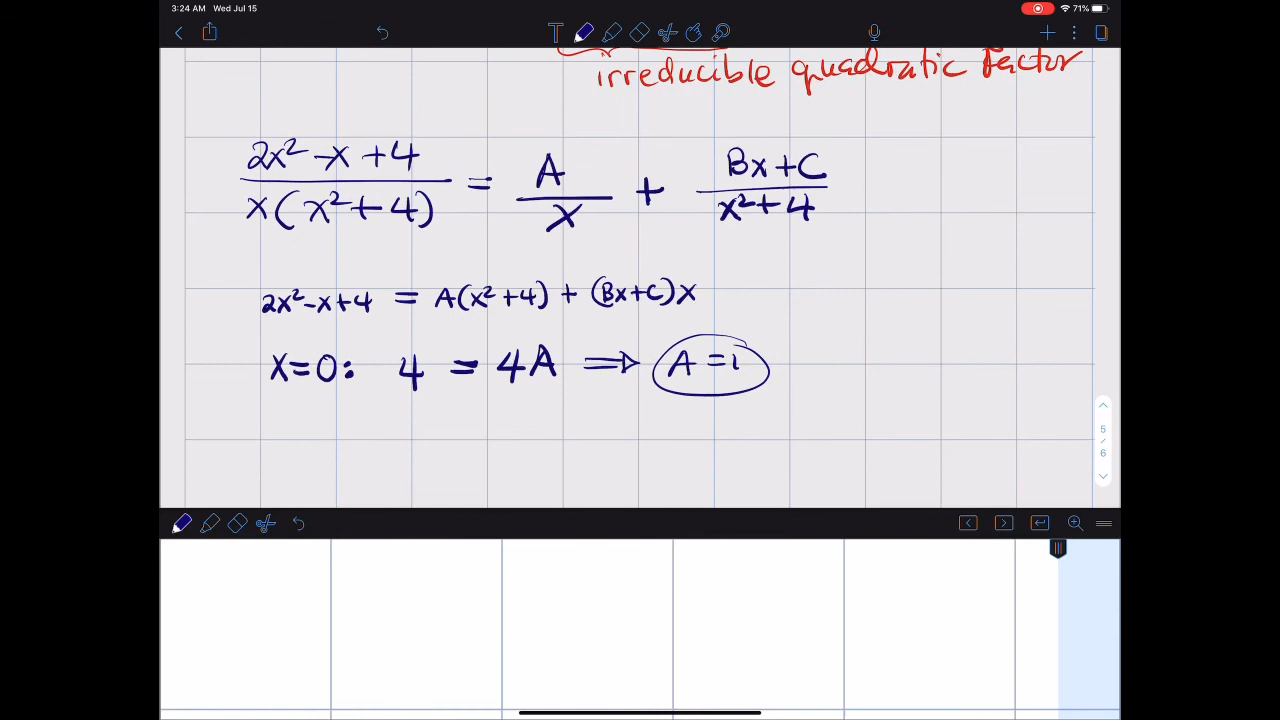 3:24 AM Wed Jul 15
71%
T
irreducible quadratic Factor
2x² -x +4 / x(x²+4) = A / x + Bx+C / x²+4
2x²-x+4 = A(x²+4) + (Bx+C)x
x=0: 4 = 4A ⇒ A =1
5
/
6